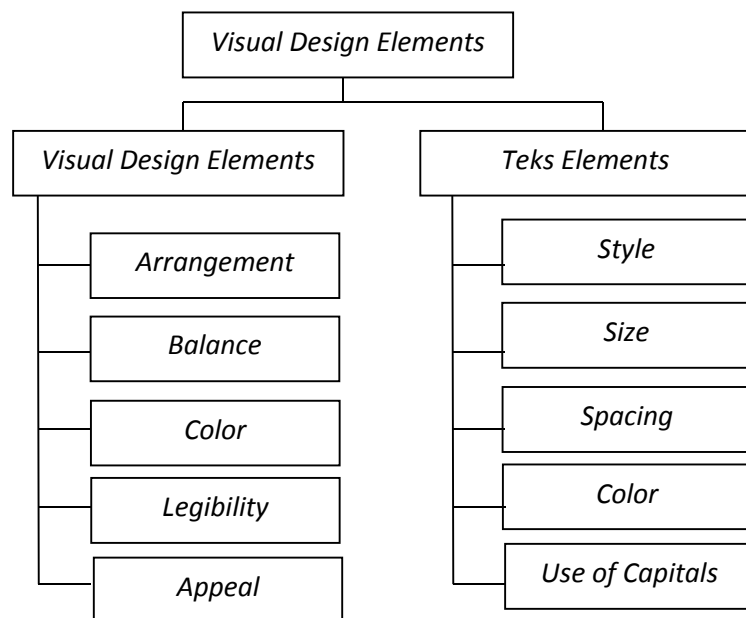 Visual Design Elements
Visual Design Elements
Arrangement
Balance
Color
Legibility
Appeal
Teks Elements
Style
Size
Spacing
Color
Use of Capitals